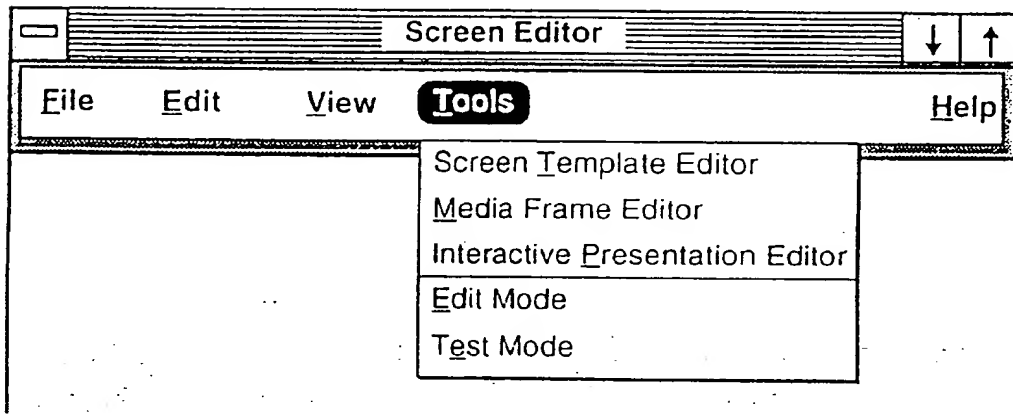 Screen Editor
File Edit View Tools Help
Screen Template Editor
Media Frame Editor
Interactive Presentation Editor
Edit Mode
Test Mode